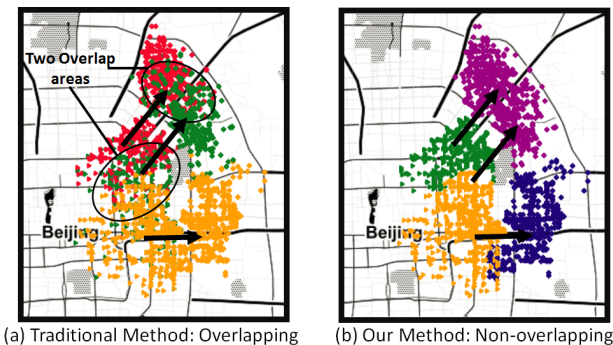 Two Overlap
areas
Beijing
Beijing
(a) Traditional Method: Overlapping
(b) Our Method: Non-overlapping